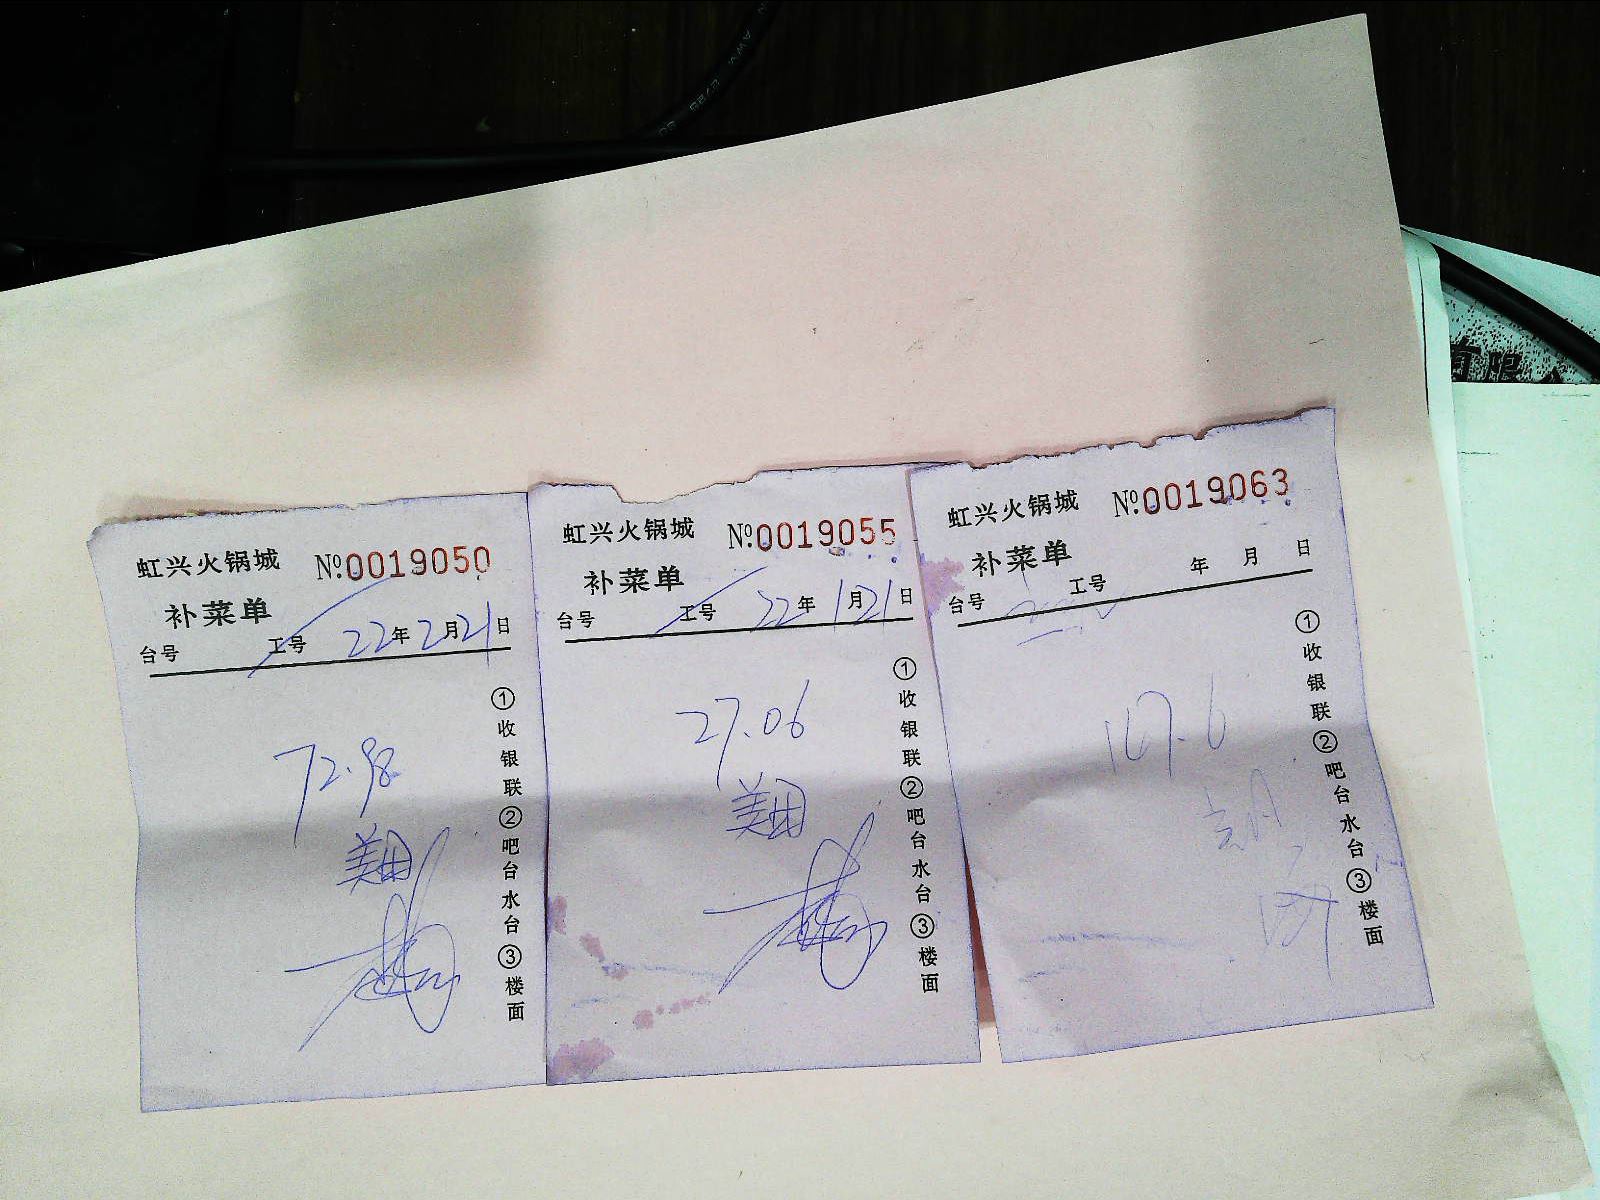 虹兴火锅城 №0019050
补菜单
台号 工号 22年2月21日
72.98
翔
①收银联②吧台水台③楼面
虹兴火锅城 №0019055
补菜单
台号 工号 22年1月21日
27.06
翔
①收银联②吧台水台③楼面
虹兴火锅城 №0019063
补菜单
台号 工号 年 月 日
①收银联②吧台水台③楼面
有限